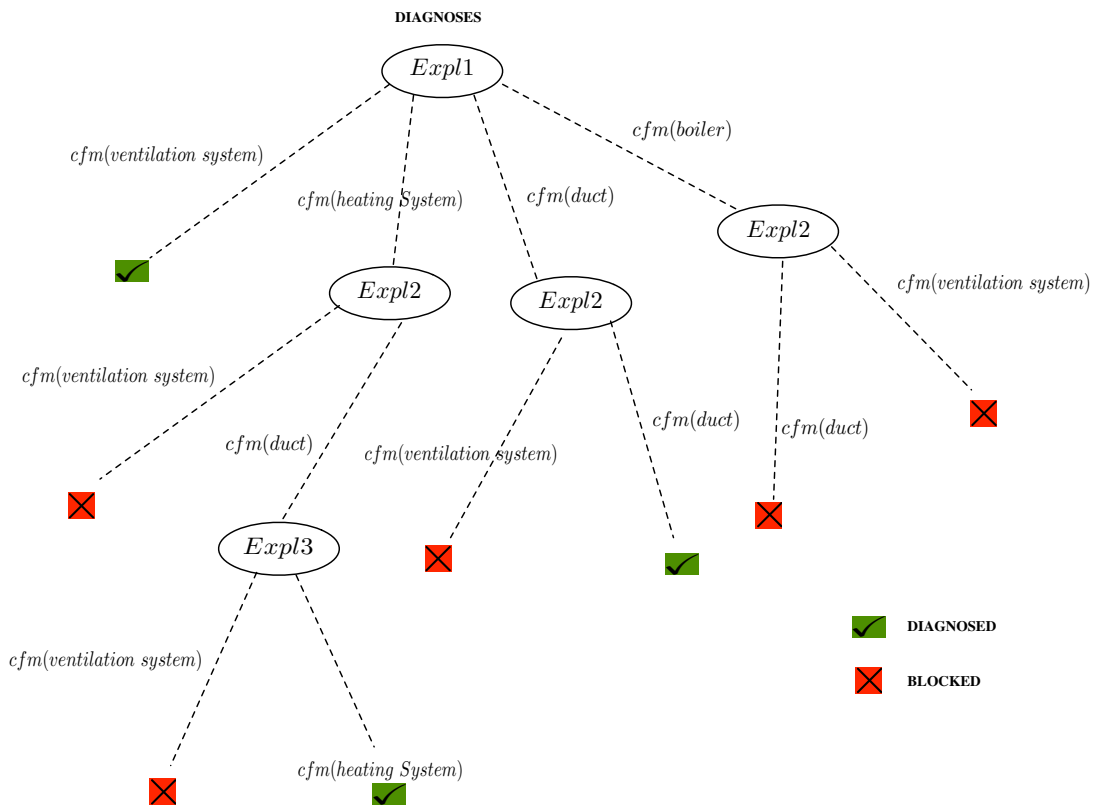 DIAGNOSES
Expl1
cfm(boiler)
cfm(ventilation system)
cfm(heating System)
cfm(duct)
Expl2
cfm(ventilation system)
Expl2
Expl2
cfm(ventilation system)
cfm(duct)
cfm(duct)
cfm(duct)
cfm(ventilation system)
Expl3
DIAGNOSED
cfm(ventilation system)
BLOCKED
cfm(heating System)